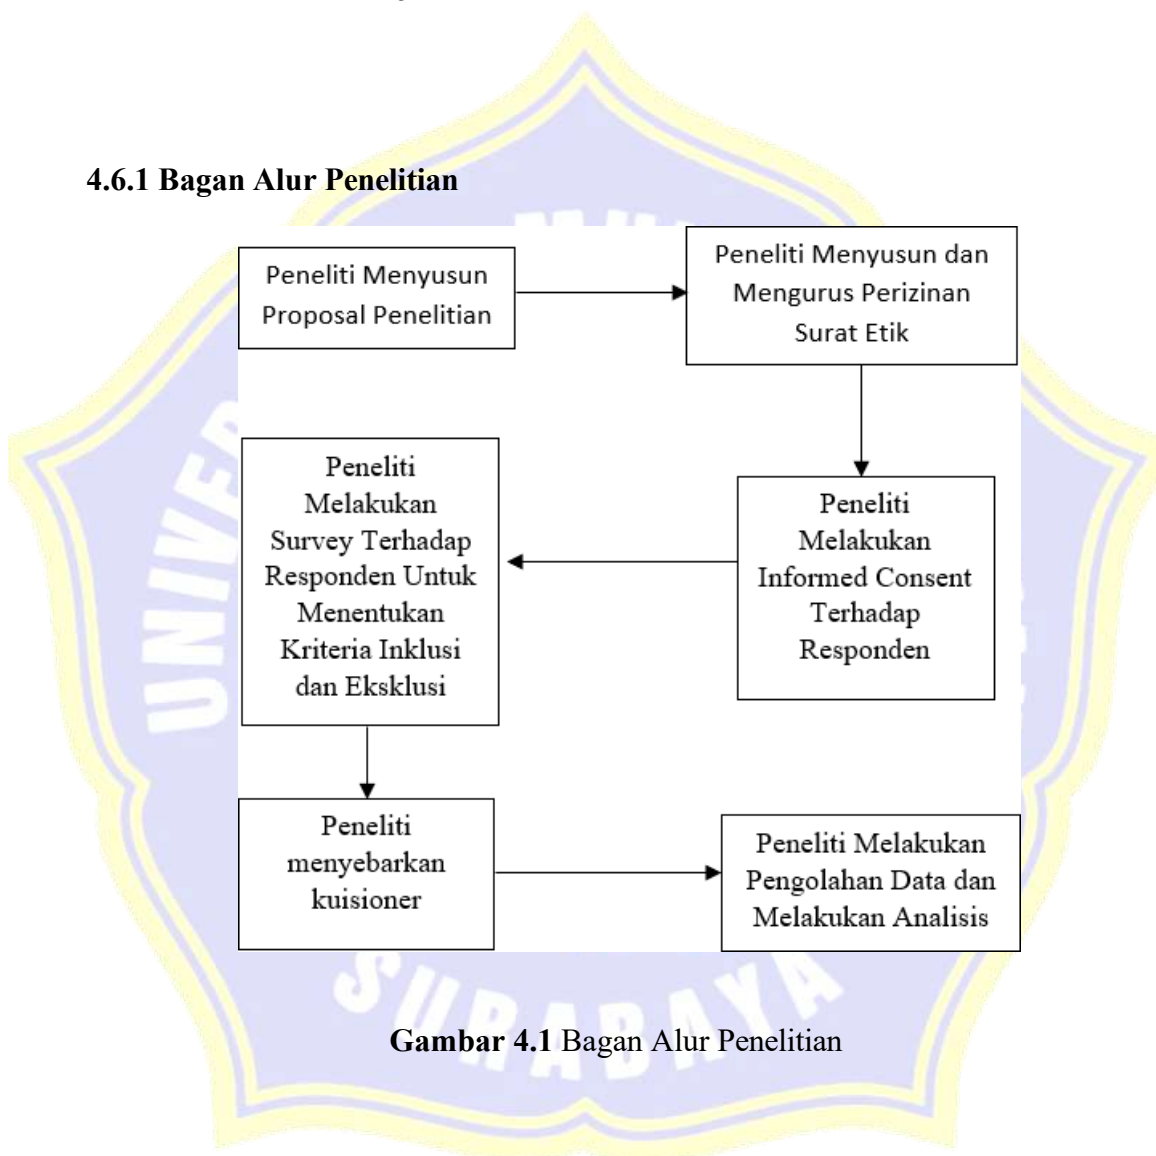 4.6.1 Bagan Alur Penelitian
Peneliti Menyusun
Proposal Penelitian
Peneliti Menyusun dan
Mengurus Perizinan
Surat Etik
Peneliti
Melakukan
Informed Consent
Terhadap
Responden
Peneliti
Melakukan
Survey Terhadap
Responden Untuk
Menentukan
Kriteria Inklusi
dan Eksklusi
Peneliti
menyebarkan
kuisioner
Peneliti Melakukan
Pengolahan Data dan
Melakukan Analisis
SURABAYA
Gambar 4.1 Bagan Alur Penelitian